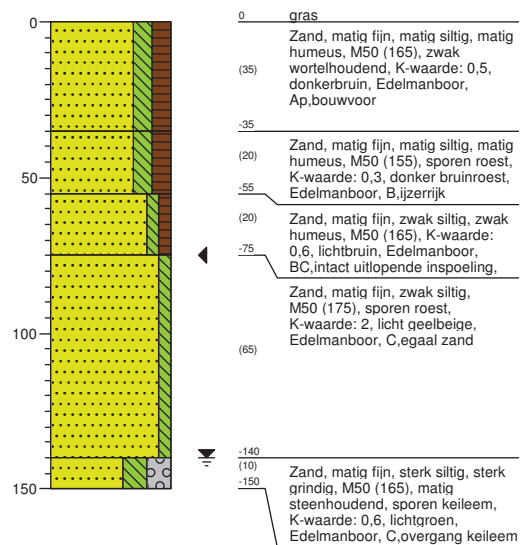 0
50
100
150
0 gras
(35)
Zand, matig fijn, matig siltig, matig
humeus, M50 (165), zwak
wortelhoudend, K-waarde: 0,5,
donkerbruin, Edelmanboor,
Ap,bouwvoor
-35
(20)
Zand, matig fijn, matig siltig, matig
humeus, M50 (155), sporen roest,
K-waarde: 0,3, donker bruinroest,
Edelmanboor, B,ijzerrijk
-55
(20)
Zand, matig fijn, zwak siltig, zwak
humeus, M50 (165), K-waarde:
0,6, lichtbruin, Edelmanboor,
BC,intact uitlopende inspoeling,
-75
(65)
Zand, matig fijn, zwak siltig,
M50 (175), sporen roest,
K-waarde: 2, licht geelbeige,
Edelmanboor, C,egaal zand
-140
(10)
-150
Zand, matig fijn, sterk siltig, sterk
grindig, M50 (165), matig
steenhoudend, sporen keileem,
K-waarde: 0,6, lichtgroen,
Edelmanboor, C,overgang keileem